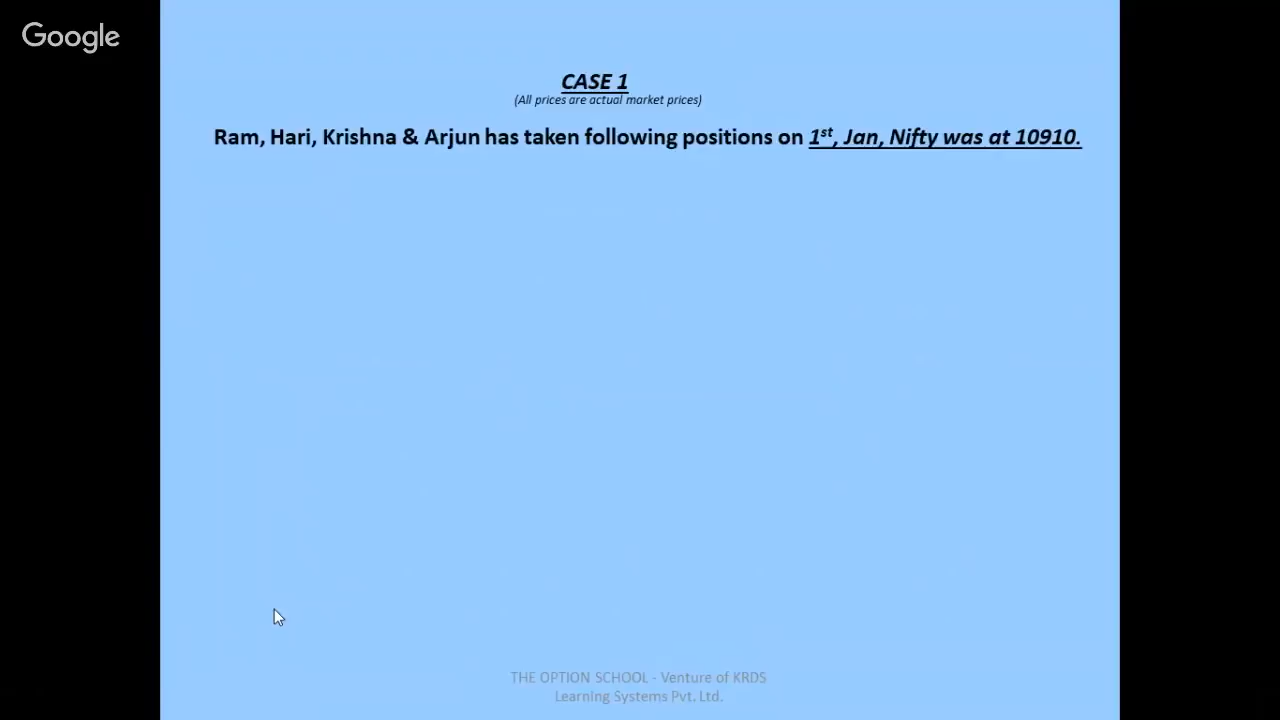 Google
CASE 1
(All prices are actual market prices)
Ram, Hari, Krishna & Arjun has taken following positions on 1st, Jan, Nifty was at 10910.
THE OPTION SCHOOL - Venture of KRDS
Learning Systems Pvt. Ltd.